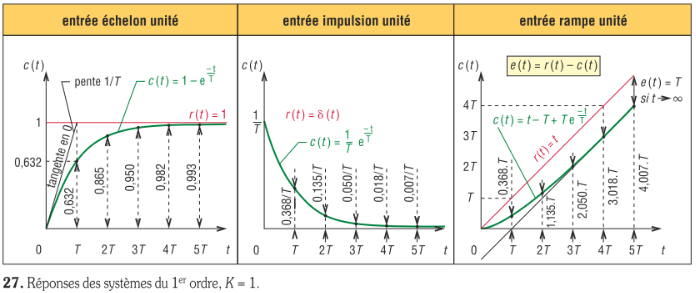 entrée échelon unité
c(t)
pente 1/T
c(t) = 1 – e^(–t/T)
r(t) = 1
1
0,632
tangente en 0
0,632
0,865
0,950
0,982
0,993
0 T 2T 3T 4T 5T t
entrée impulsion unité
c(t)
1/T
r(t) = δ(t)
c(t) = 1/T e^(–t/T)
0,368/T
0,135/T
0,050/T
0,018/T
0,007/T
0 T 2T 3T 4T 5T t
entrée rampe unité
c(t)
e(t) = r(t) – c(t)
e(t) = T
si t → ∞
4T
c(t) = t – T + T e^(–t/T)
3T
r(t) = t
2T
T
0,368.T
1,135.T
2,050.T
3,018.T
4,007.T
0 T 2T 3T 4T 5T t
27. Réponses des systèmes du 1er ordre, K = 1.